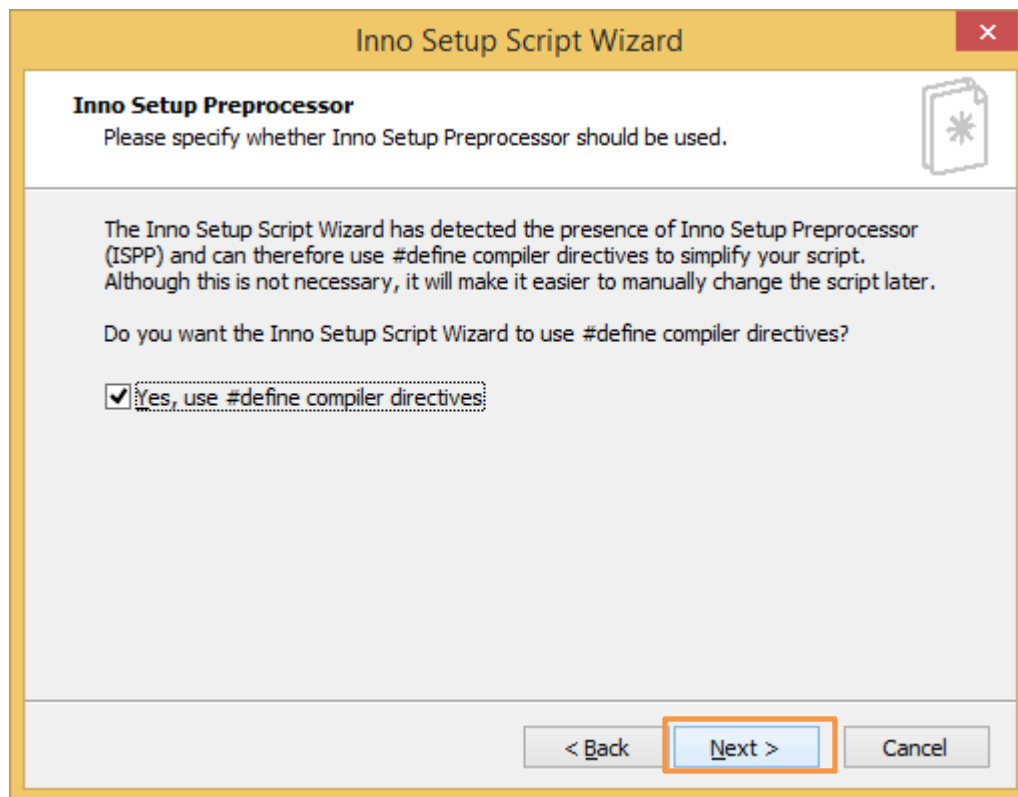 Inno Setup Script Wizard
Inno Setup Preprocessor
Please specify whether Inno Setup Preprocessor should be used.
The Inno Setup Script Wizard has detected the presence of Inno Setup Preprocessor
(ISPP) and can therefore use #define compiler directives to simplify your script.
Although this is not necessary, it will make it easier to manually change the script later.
Do you want the Inno Setup Script Wizard to use #define compiler directives?
Yes, use #define compiler directives
< Back Next > Cancel